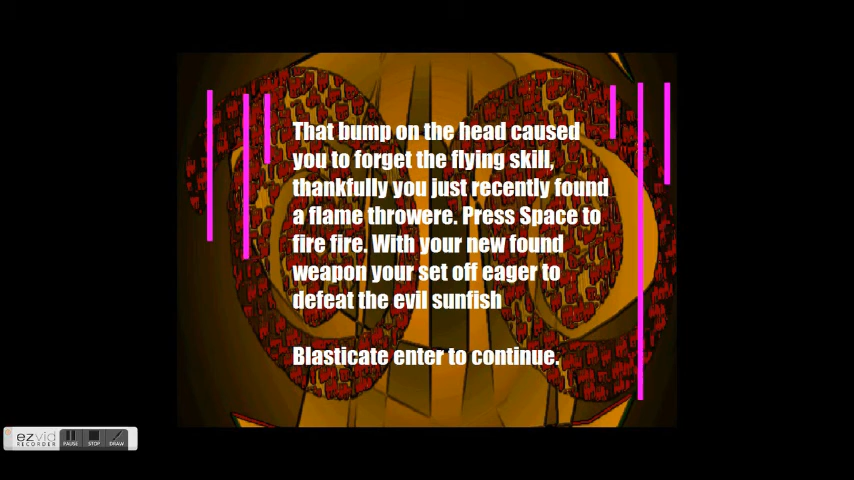 That bump on the head caused
you to forget the flying skill,
thankfully you just recently found
a flame throwere. Press Space to
fire fire. With your new found
weapon your set off eager to
defeat the evil sunfish
Blasticate enter to continue.
ezvid
RECORDER
PAUSE
STOP
DRAW